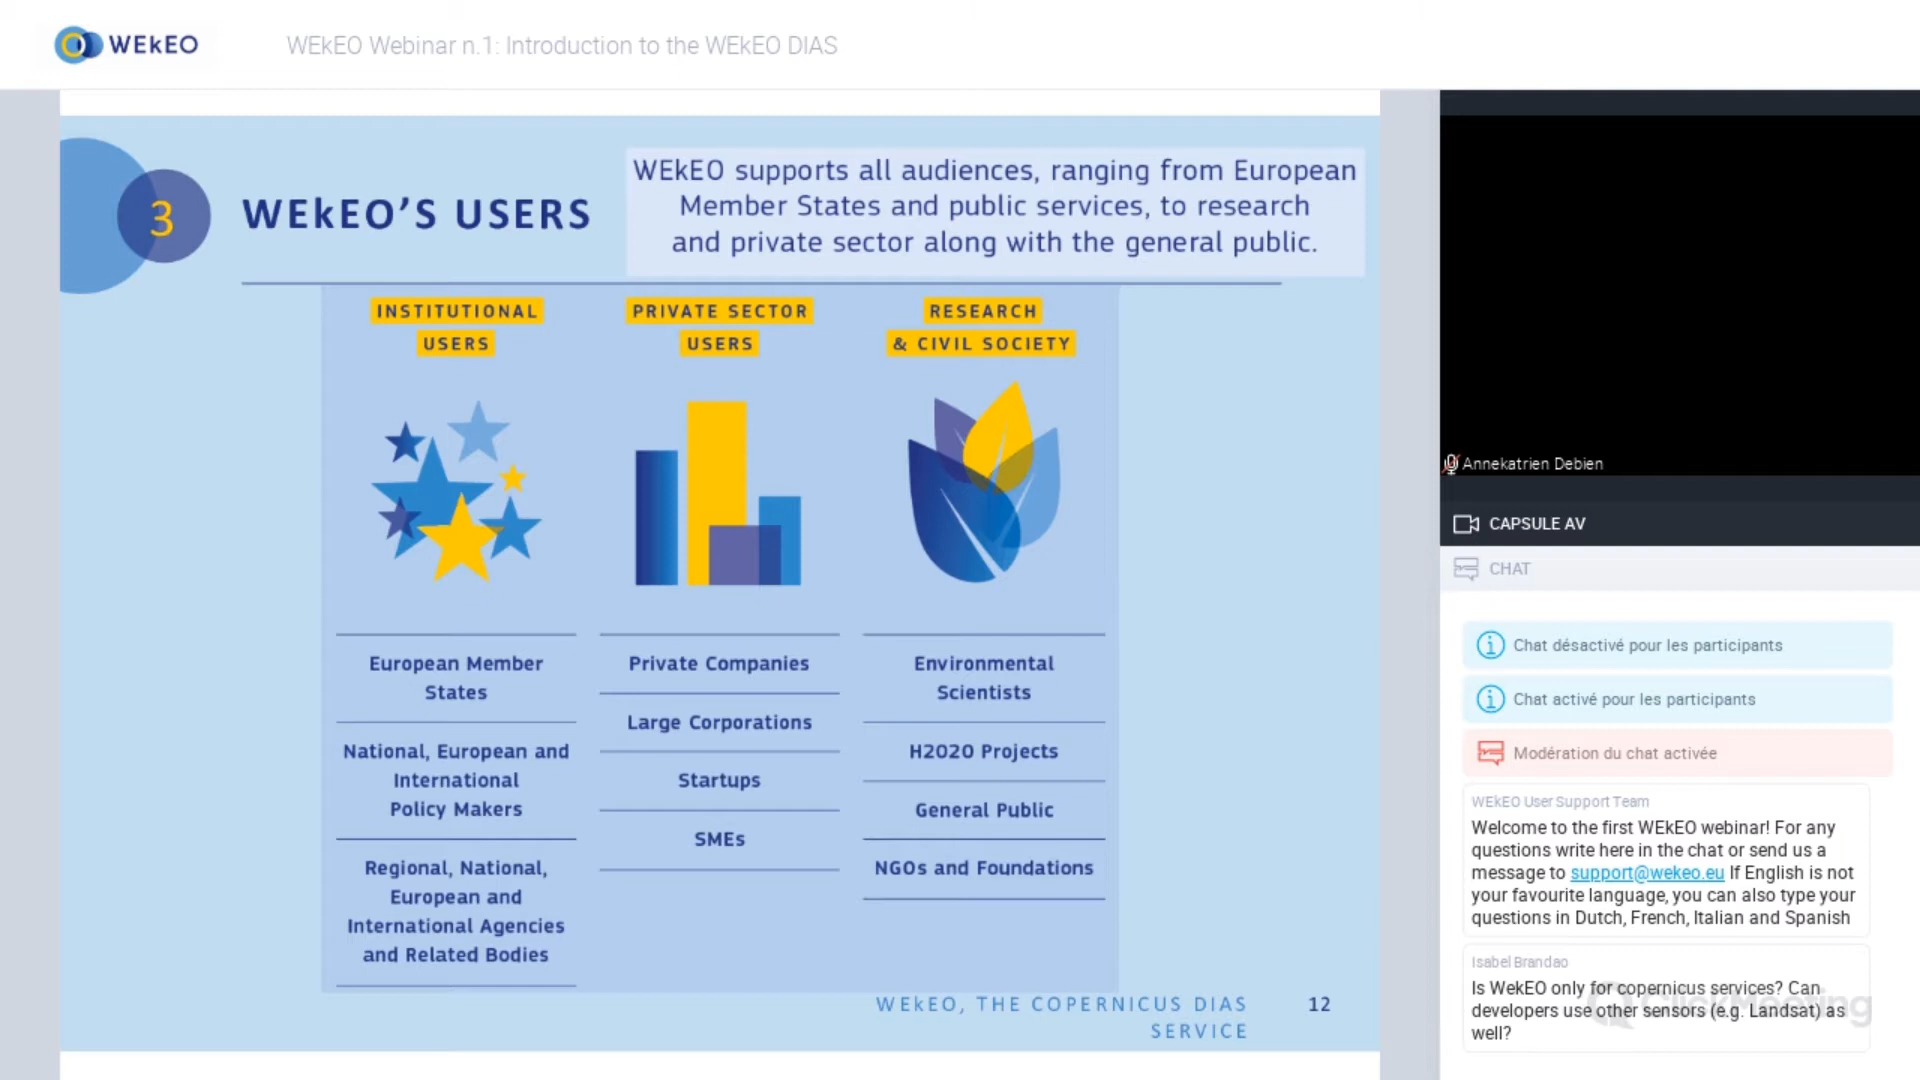 WEkEO
WEkEO Webinar n.1: Introduction to the WEkEO DIAS
3
WEkEO'S USERS
WEkEO supports all audiences, ranging from European
Member States and public services, to research
and private sector along with the general public.
INSTITUTIONAL
USERS
European Member
States
National, European and
International
Policy Makers
Regional, National,
European and
International Agencies
and Related Bodies
PRIVATE SECTOR
USERS
Private Companies
Large Corporations
Startups
SMEs
RESEARCH
& CIVIL SOCIETY
Environmental
Scientists
H2020 Projects
General Public
NGOs and Foundations
WEkEO, THE COPERNICUS DIAS
SERVICE
12
Annekatrien Debien
CAPSULE AV
CHAT
Chat désactivé pour les participants
Chat activé pour les participants
Modération du chat activée
WEkEO User Support Team
Welcome to the first WEkEO webinar! For any
questions write here in the chat or send us a
message to support@wekeo.eu If English is not
your favourite language, you can also type your
questions in Dutch, French, Italian and Spanish
Isabel Brandao
Is WekEO only for copernicus services? Can
developers use other sensors (e.g. Landsat) as
well?
ClickMeeting